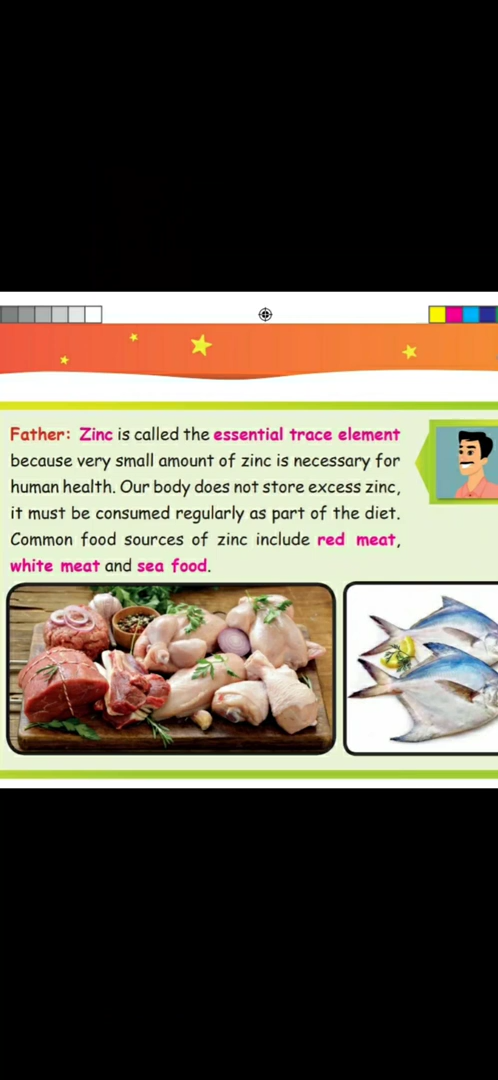 Father: Zinc is called the essential trace element
because very small amount of zinc is necessary for
human health. Our body does not store excess zinc,
it must be consumed regularly as part of the diet.
Common food sources of zinc include red meat,
white meat and sea food.